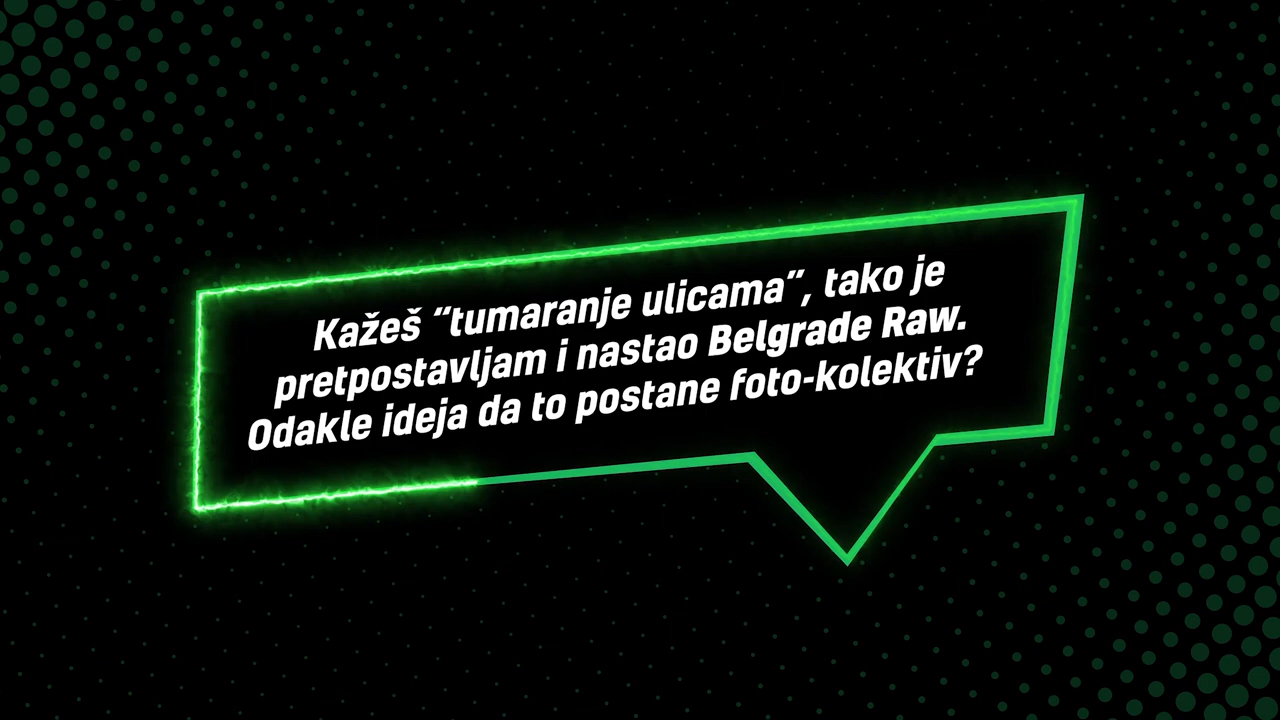 Kažeš “tumaranje ulicama”, tako je
pretpostavljam i nastao Belgrade Raw.
Odakle ideja da to postane foto-kolektiv?